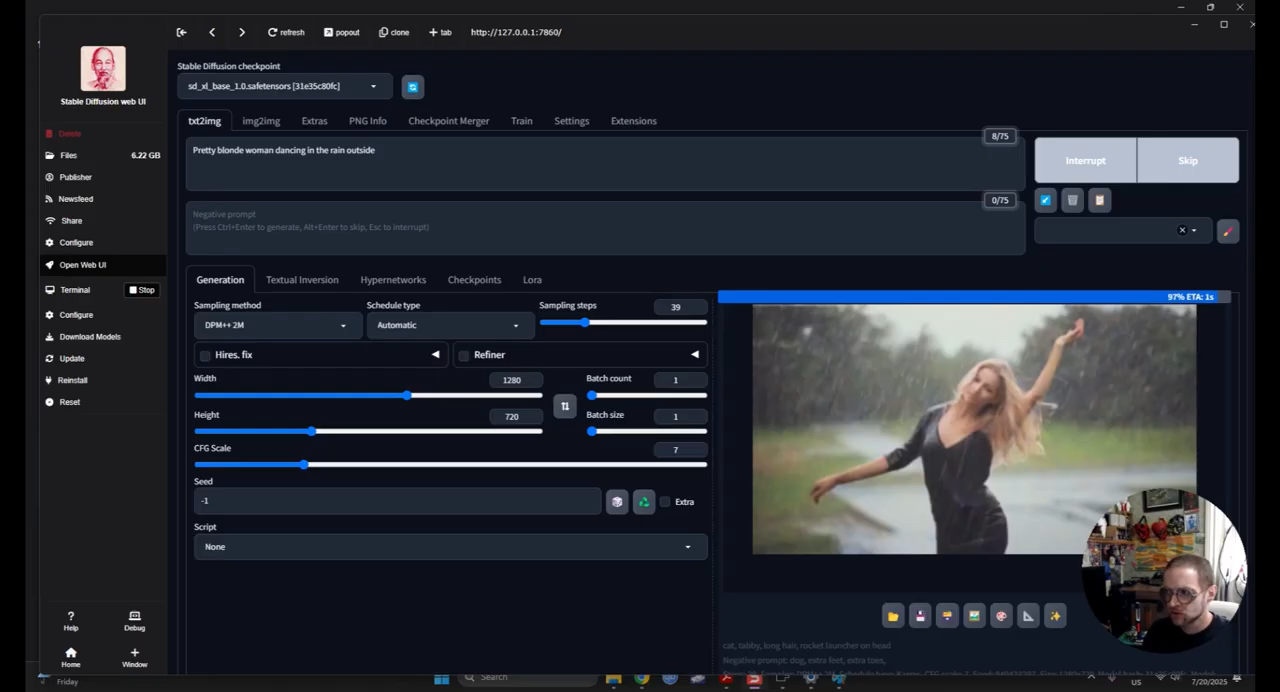 refresh popout clone tab http://127.0.0.1:7860/
Stable Diffusion web UI
Delete
Files 6.22 GB
Publisher
Newsfeed
Share
Configure
Open Web UI
Terminal Stop
Configure
Download Models
Update
Reinstall
Reset
? Help
Debug
Home
Window
Stable Diffusion checkpoint
sd_xl_base_1.0.safetensors [31e35c80fc]
txt2img img2img Extras PNG Info Checkpoint Merger Train Settings Extensions
8/75
Pretty blonde woman dancing in the rain outside
Interrupt Skip
0/75
Negative prompt
(Press Ctrl+Enter to generate, Alt+Enter to skip, Esc to interrupt)
Generation Textual Inversion Hypernetworks Checkpoints Lora
Sampling method Schedule type Sampling steps 39
DPM++ 2M Automatic
97% ETA: 1s
Hires. fix Refiner
Width 1280 Batch count 1
Height 720 Batch size 1
CFG Scale 7
Seed
-1 Extra
Script
None
cat, tabby, long hair, rocket launcher on head
Negative prompt: dog, extra feet, extra toes,
Friday Search US 7/20/2025